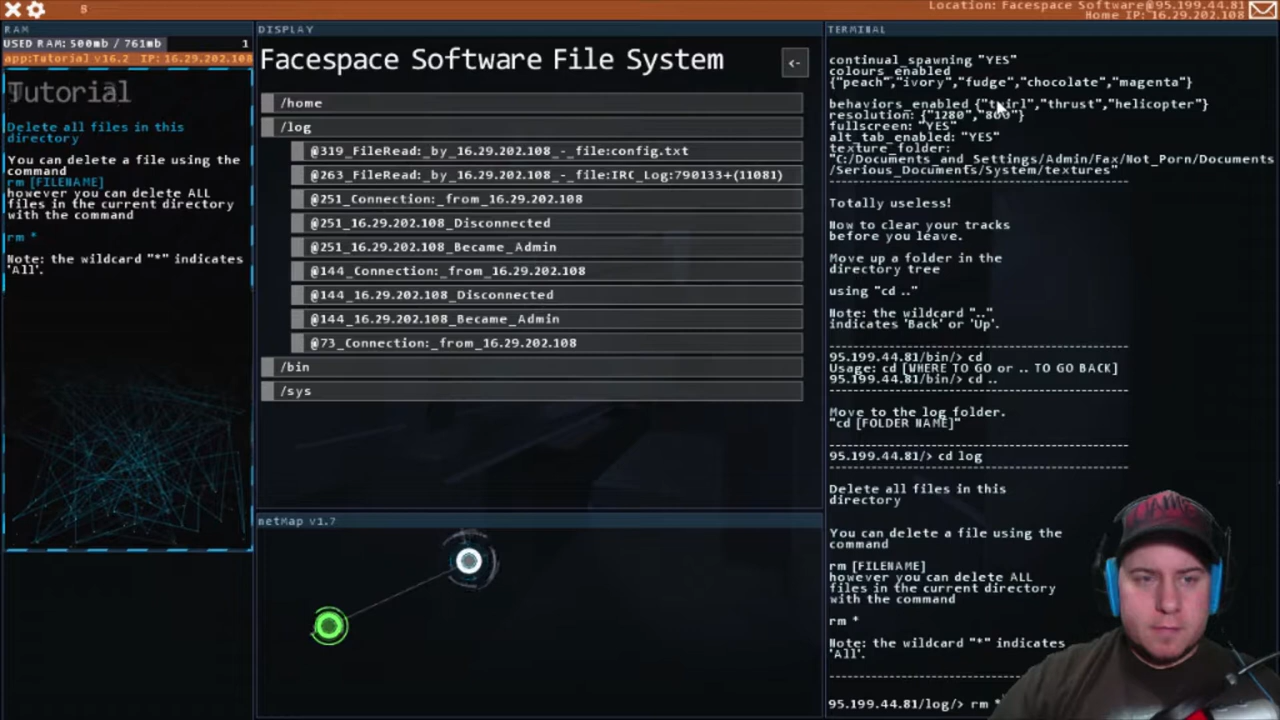 S
Location: Facespace Software@95.199.44.81
Home IP: 16.29.202.108
RAM
USED RAM: 500mb / 761mb
1
app:Tutorial v16.2 IP: 16.29.202.108
Tutorial
Delete all files in this
directory
You can delete a file using the
command
rm [FILENAME]
however you can delete ALL
files in the current directory
with the command
rm *
Note: the wildcard "*" indicates
'All'.
DISPLAY
Facespace Software File System
<-
/home
/log
@319_FileRead:_by_16.29.202.108_-_file:config.txt
@263_FileRead:_by_16.29.202.108_-_file:IRC_Log:790133+(11081)
@251_Connection:_from_16.29.202.108
@251_16.29.202.108_Disconnected
@251_16.29.202.108_Became_Admin
@144_Connection:_from_16.29.202.108
@144_16.29.202.108_Disconnected
@144_16.29.202.108_Became_Admin
@73_Connection:_from_16.29.202.108
/bin
/sys
netMap v1.7
TERMINAL
continual_spawning "YES"
colours_enabled
{"peach","ivory","fudge","chocolate","magenta"}
behaviors_enabled {"twirl","thrust","helicopter"}
resolution: {"1280","800"}
fullscreen: "YES"
alt_tab_enabled: "YES"
texture_folder:
"C:/Documents_and_Settings/Admin/Fax/Not_Porn/Documents
/Serious_Documents/System/textures"
Totally useless!
Now to clear your tracks
before you leave.
Move up a folder in the
directory tree
using "cd .."
Note: the wildcard ".."
indicates 'Back' or 'Up'.
95.199.44.81/bin/> cd
Usage: cd [WHERE TO GO or .. TO GO BACK]
95.199.44.81/bin/> cd ..
Move to the log folder.
"cd [FOLDER NAME]"
95.199.44.81/> cd log
Delete all files in this
directory
You can delete a file using the
command
rm [FILENAME]
however you can delete ALL
files in the current directory
with the command
rm *
Note: the wildcard "*" indicates
'All'.
95.199.44.81/log/> rm *